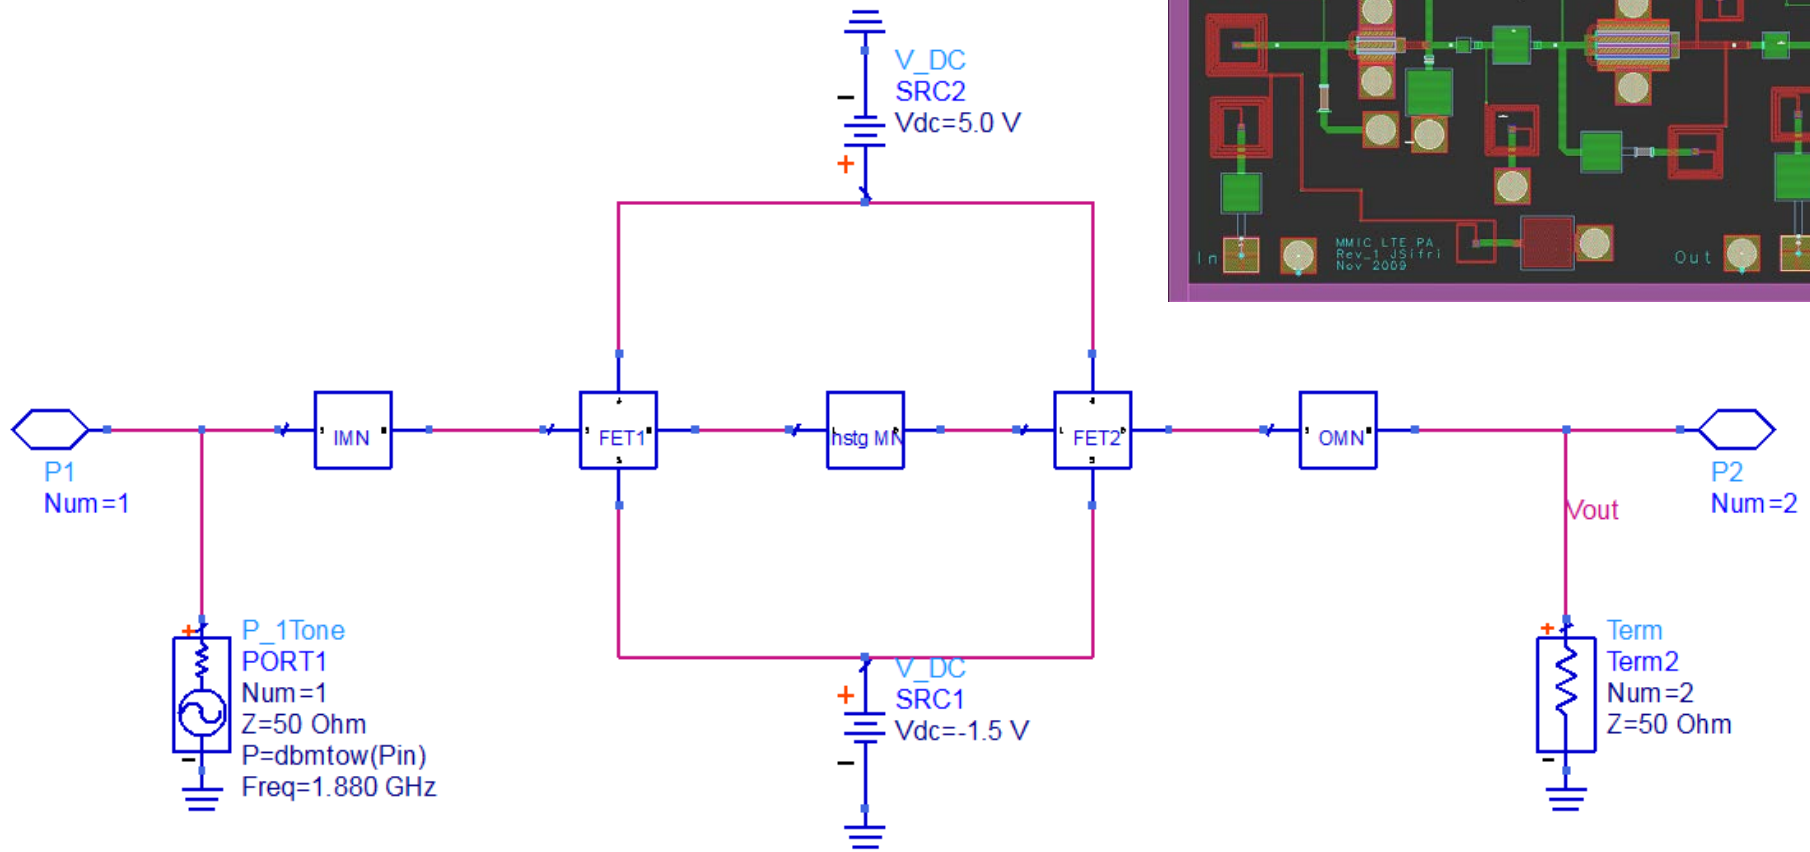 V_DC
SRC2
Vdc=5.0 V
In
MMIC LTE PA
Rev_1 JSifri
Nov 2009
Out
P1
Num=1
IMN
FET1
hstg MN
FET2
OMN
P2
Num=2
Vout
P_1Tone
PORT1
Num=1
Z=50 Ohm
P=dbmtow(Pin)
Freq=1.880 GHz
V_DC
SRC1
Vdc=-1.5 V
Term
Term2
Num=2
Z=50 Ohm